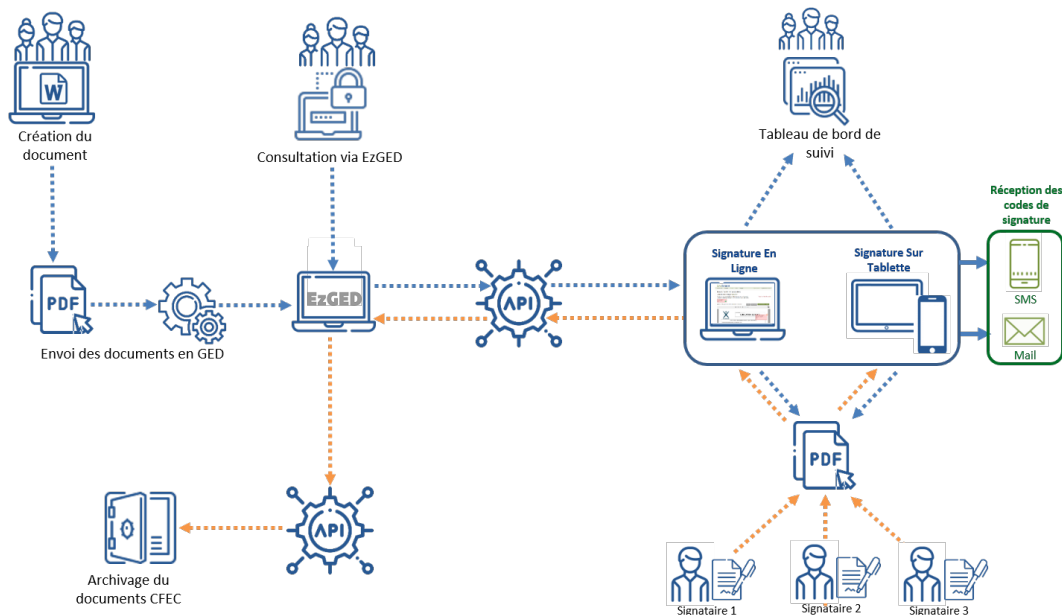 W
Création du
document
Consultation via EzGED
Tableau de bord de
suivi
Réception des
codes de
signature
Signature En
Ligne
Signature Sur
Tablette
SMS
Mail
PDF
EzGED
API
Envoi des documents en GED
PDF
API
Archivage du
documents CFEC
Signataire 1
Signataire 2
Signataire 3